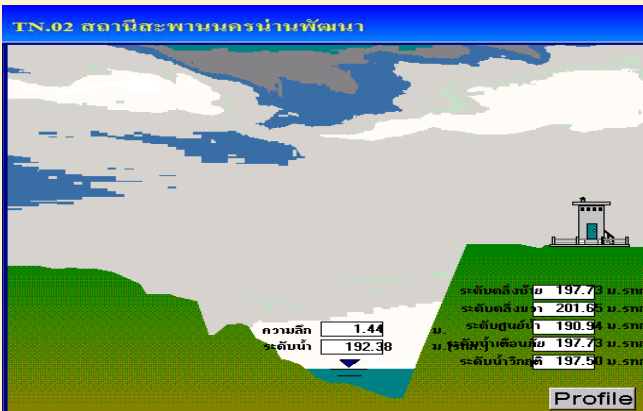 TN.02 สถานีสะพานนครน่านพัฒนา
ระดับตลิ่งซ้าย 197.73 ม.รทก
ระดับตลิ่งขวา 201.65 ม.รทก
ความลึก 1.44 ม.
ระดับศูนย์น้ำ 190.94 ม.รทก
ระดับน้ำ 192.38 ม.(รทก.)
ระดับน้ำเตือนภัย 197.73 ม.รทก
ระดับน้ำวิกฤติ 197.50 ม.รทก
Profile